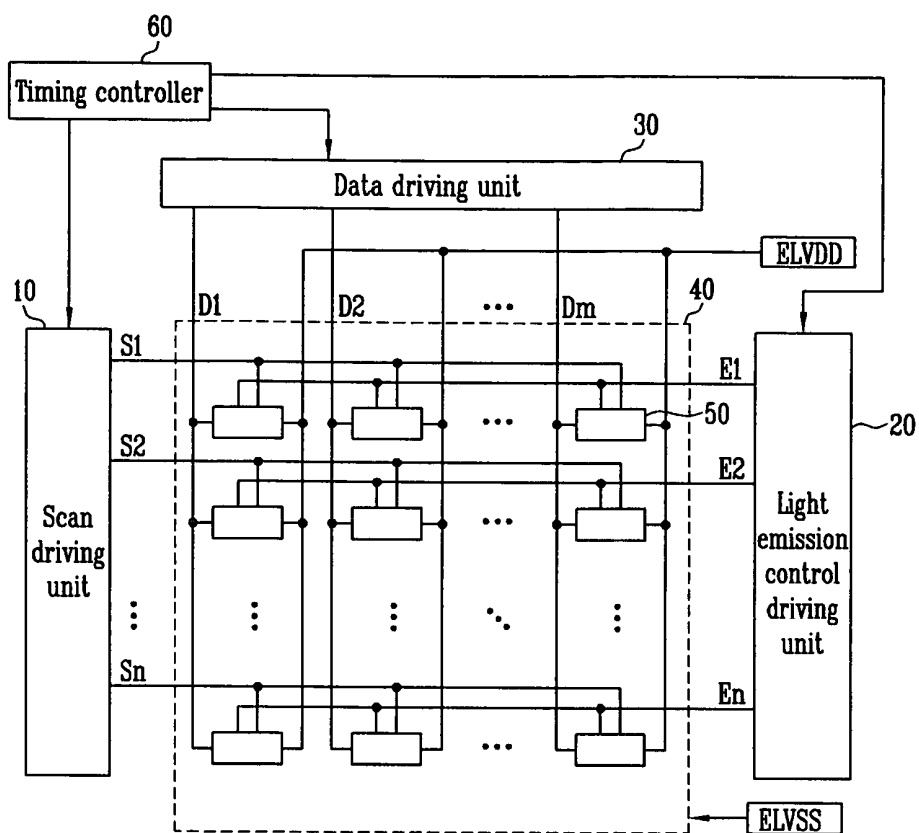 60
Timing controller
30
Data driving unit
ELVDD
10
D1 D2 ... Dm
40
S1
E1
50
20
S2
E2
Scan
driving
unit
Light
emission
control
driving
unit
...
Sn
En
ELVSS